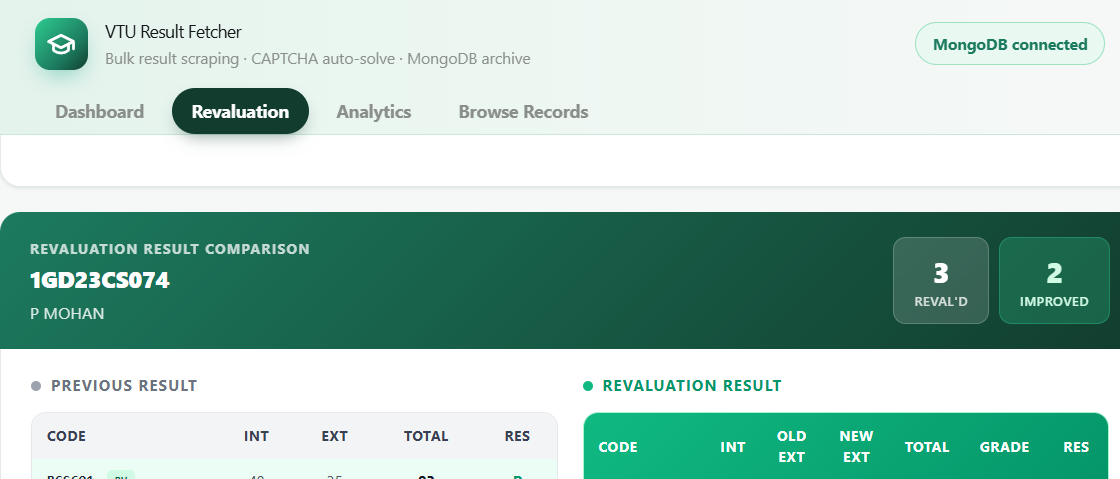 VTU Result Fetcher
Bulk result scraping · CAPTCHA auto-solve · MongoDB archive
MongoDB connected
Dashboard Revaluation Analytics Browse Records
REVALUATION RESULT COMPARISON
1GD23CS074
P MOHAN
3
REVAL'D
2
IMPROVED
PREVIOUS RESULT
CODE INT EXT TOTAL RES
REVALUATION RESULT
CODE INT OLD EXT NEW EXT TOTAL GRADE RES